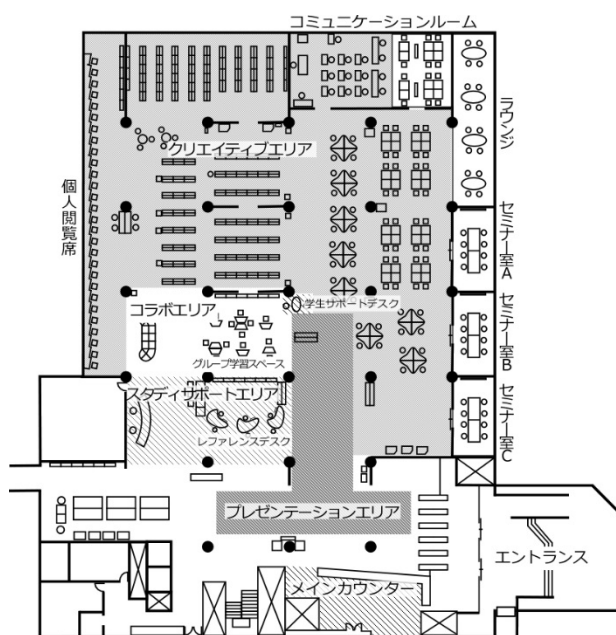 コミュニケーションルーム
ラウンジ
クリエイティブエリア
個人閲覧席
セミナー室A
学生サポートデスク
コラボエリア
セミナー室B
グループ学習スペース
スタディサポートエリア
セミナー室C
レファレンスデスク
プレゼンテーションエリア
エントランス
メインカウンター